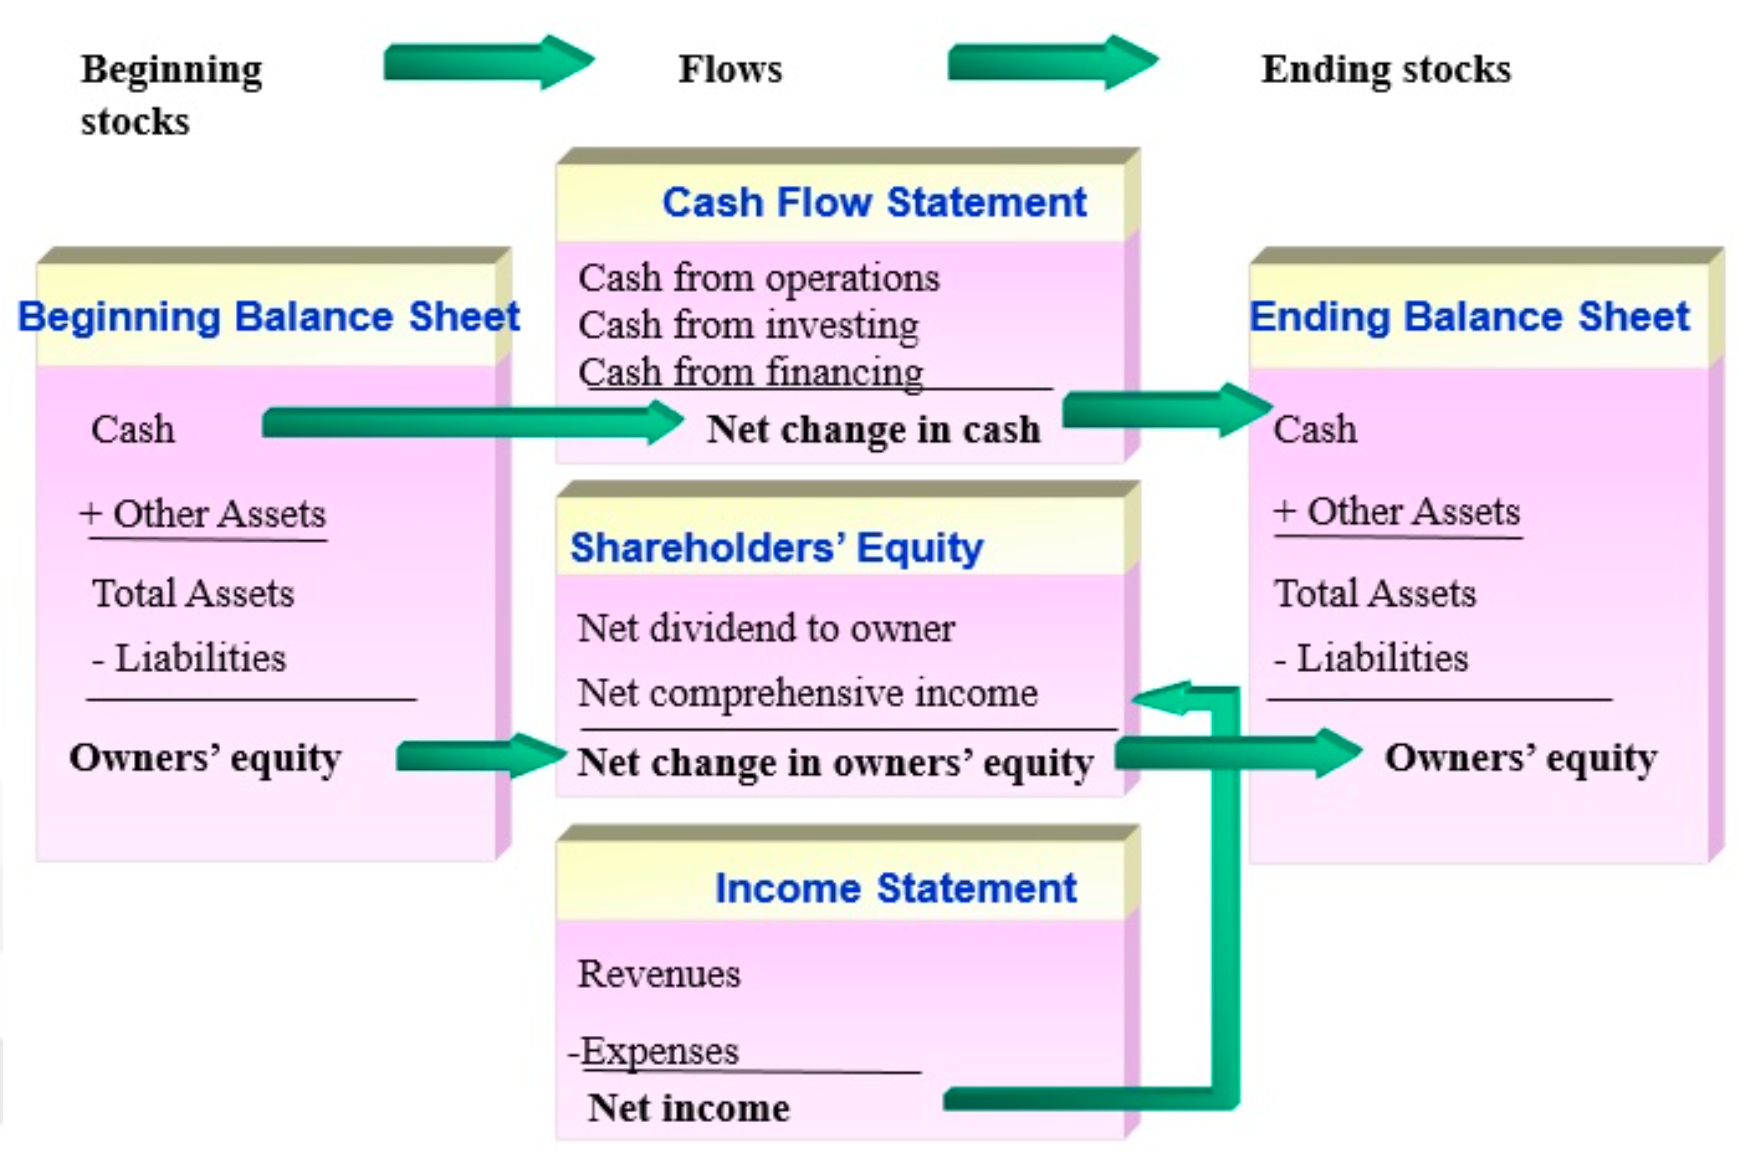 Beginning
stocks
Flows
Ending stocks
Beginning Balance Sheet
Cash
+ Other Assets
Total Assets
- Liabilities
Owners’ equity
Cash Flow Statement
Cash from operations
Cash from investing
Cash from financing
Net change in cash
Shareholders’ Equity
Net dividend to owner
Net comprehensive income
Net change in owners’ equity
Income Statement
Revenues
-Expenses
Net income
Ending Balance Sheet
Cash
+ Other Assets
Total Assets
- Liabilities
Owners’ equity